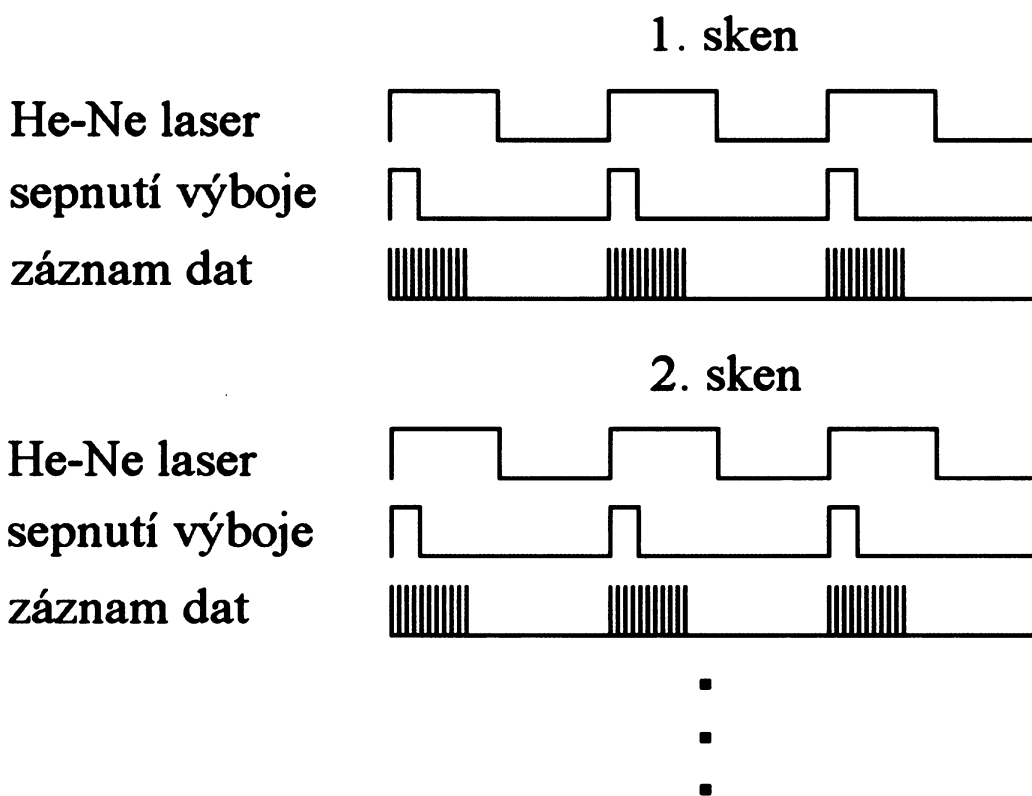 1. sken
He-Ne laser
sepnutí výboje
záznam dat
2. sken
He-Ne laser
sepnutí výboje
záznam dat